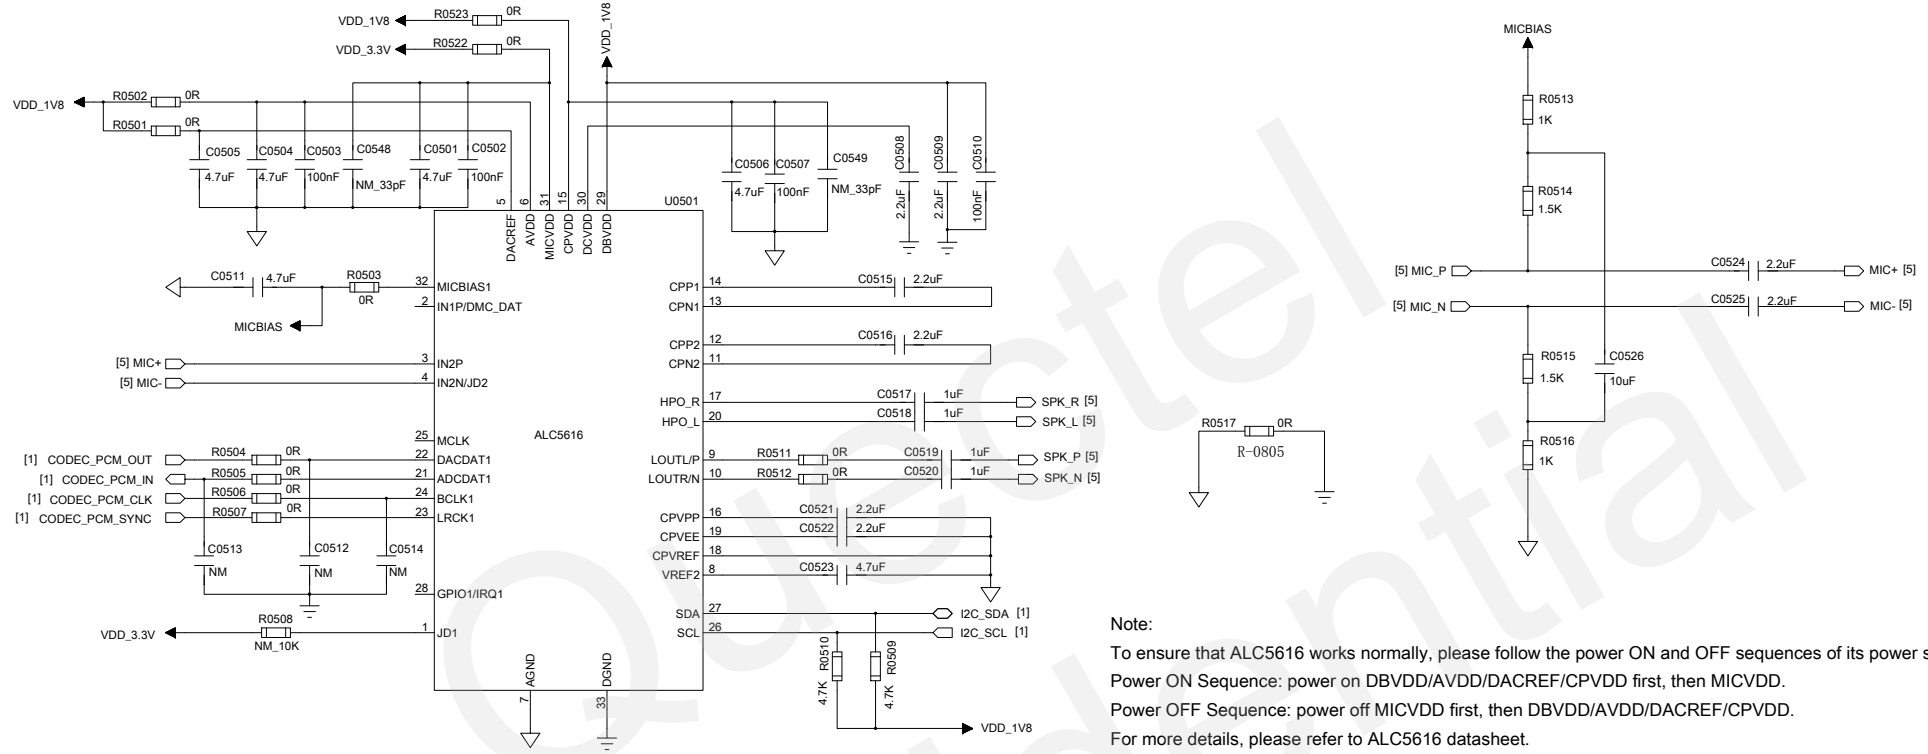 VDD_1V8 R0523 0R
VDD_3.3V R0522 0R
VDD_1V8
VDD_1V8 R0502 0R
R0501 0R
C0505 4.7uF
C0504 4.7uF
C0503 100nF
C0548 NM_33pF
C0501 4.7uF
C0502 100nF
C0506 4.7uF
C0507 100nF
C0549 NM_33pF
C0508 2.2uF
C0509 2.2uF
C0510 100nF
5 6 31 15 30 29
DACREF AVDD MICVDD CPVDD DCVDD DBVDD
U0501
ALC5616
C0511 4.7uF R0503 0R 32 MICBIAS1
2 IN1P/DMC_DAT
MICBIAS
[5] MIC+ 3 IN2P
[5] MIC- 4 IN2N/JD2
25 MCLK
[1] CODEC_PCM_OUT R0504 0R 22 DACDAT1
[1] CODEC_PCM_IN R0505 0R 21 ADCDAT1
[1] CODEC_PCM_CLK R0506 0R 24 BCLK1
[1] CODEC_PCM_SYNC R0507 0R 23 LRCK1
C0513 NM
C0512 NM
C0514 NM
28 GPIO1/IRQ1
VDD_3.3V R0508 NM_10K 1 JD1
AGND 7
DGND 33
CPP1 14 C0515 2.2uF
CPN1 13
CPP2 12 C0516 2.2uF
CPN2 11
HPO_R 17 C0517 1uF SPK_R [5]
HPO_L 20 C0518 1uF SPK_L [5]
LOUTL/P 9 R0511 0R C0519 1uF SPK_P [5]
LOUTR/N 10 R0512 0R C0520 1uF SPK_N [5]
CPVPP 16 C0521 2.2uF
CPVEE 19 C0522 2.2uF
CPVREF 18
VREF2 8 C0523 4.7uF
SDA 27 I2C_SDA [1]
SCL 26 I2C_SCL [1]
R0510 4.7K
R0509 4.7K
VDD_1V8
MICBIAS
R0513 1K
R0514 1.5K
[5] MIC_P C0524 2.2uF MIC+ [5]
[5] MIC_N C0525 2.2uF MIC- [5]
R0515 1.5K
C0526 10uF
R0516 1K
R0517 0R
R-0805
Note:
To ensure that ALC5616 works normally, please follow the power ON and OFF sequences of its power s
Power ON Sequence: power on DBVDD/AVDD/DACREF/CPVDD first, then MICVDD.
Power OFF Sequence: power off MICVDD first, then DBVDD/AVDD/DACREF/CPVDD.
For more details, please refer to ALC5616 datasheet.
Quectel